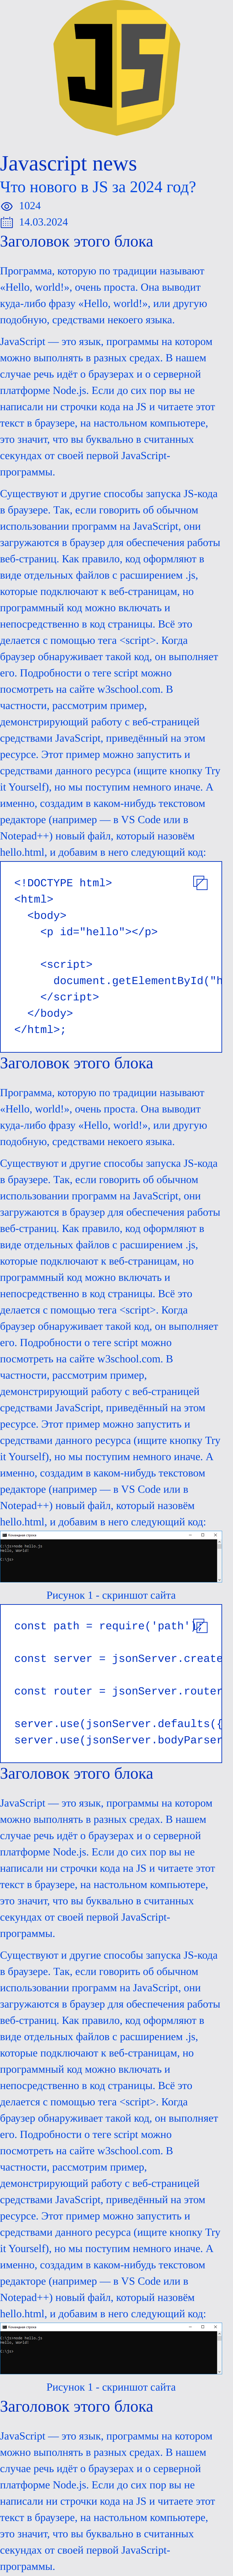 JS
Javascript news
Что нового в JS за 2024 год?
1024
14.03.2024
Заголовок этого блока
Программа, которую по традиции называют
«Hello, world!», очень проста. Она выводит
куда-либо фразу «Hello, world!», или другую
подобную, средствами некоего языка.
JavaScript — это язык, программы на котором
можно выполнять в разных средах. В нашем
случае речь идёт о браузерах и о серверной
платформе Node.js. Если до сих пор вы не
написали ни строчки кода на JS и читаете этот
текст в браузере, на настольном компьютере,
это значит, что вы буквально в считанных
секундах от своей первой JavaScript-
программы.
Существуют и другие способы запуска JS-кода
в браузере. Так, если говорить об обычном
использовании программ на JavaScript, они
загружаются в браузер для обеспечения работы
веб-страниц. Как правило, код оформляют в
виде отдельных файлов с расширением .js,
которые подключают к веб-страницам, но
программный код можно включать и
непосредственно в код страницы. Всё это
делается с помощью тега <script>. Когда
браузер обнаруживает такой код, он выполняет
его. Подробности о теге script можно
посмотреть на сайте w3school.com. В
частности, рассмотрим пример,
демонстрирующий работу с веб-страницей
средствами JavaScript, приведённый на этом
ресурсе. Этот пример можно запустить и
средствами данного ресурса (ищите кнопку Try
it Yourself), но мы поступим немного иначе. А
именно, создадим в каком-нибудь текстовом
редакторе (например — в VS Code или в
Notepad++) новый файл, который назовём
hello.html, и добавим в него следующий код:
<!DOCTYPE html>
<html>
<body>
<p id="hello"></p>
<script>
document.getElementById("h
</script>
</body>
</html>;
Заголовок этого блока
Программа, которую по традиции называют
«Hello, world!», очень проста. Она выводит
куда-либо фразу «Hello, world!», или другую
подобную, средствами некоего языка.
Существуют и другие способы запуска JS-кода
в браузере. Так, если говорить об обычном
использовании программ на JavaScript, они
загружаются в браузер для обеспечения работы
веб-страниц. Как правило, код оформляют в
виде отдельных файлов с расширением .js,
которые подключают к веб-страницам, но
программный код можно включать и
непосредственно в код страницы. Всё это
делается с помощью тега <script>. Когда
браузер обнаруживает такой код, он выполняет
его. Подробности о теге script можно
посмотреть на сайте w3school.com. В
частности, рассмотрим пример,
демонстрирующий работу с веб-страницей
средствами JavaScript, приведённый на этом
ресурсе. Этот пример можно запустить и
средствами данного ресурса (ищите кнопку Try
it Yourself), но мы поступим немного иначе. А
именно, создадим в каком-нибудь текстовом
редакторе (например — в VS Code или в
Notepad++) новый файл, который назовём
hello.html, и добавим в него следующий код:
Командная строка
C:\js>node hello.js
Hello, World!
C:\js>
Рисунок 1 - скриншот сайта
const path = require('path');
const server = jsonServer.create
const router = jsonServer.router
server.use(jsonServer.defaults({
server.use(jsonServer.bodyParser
Заголовок этого блока
JavaScript — это язык, программы на котором
можно выполнять в разных средах. В нашем
случае речь идёт о браузерах и о серверной
платформе Node.js. Если до сих пор вы не
написали ни строчки кода на JS и читаете этот
текст в браузере, на настольном компьютере,
это значит, что вы буквально в считанных
секундах от своей первой JavaScript-
программы.
Существуют и другие способы запуска JS-кода
в браузере. Так, если говорить об обычном
использовании программ на JavaScript, они
загружаются в браузер для обеспечения работы
веб-страниц. Как правило, код оформляют в
виде отдельных файлов с расширением .js,
которые подключают к веб-страницам, но
программный код можно включать и
непосредственно в код страницы. Всё это
делается с помощью тега <script>. Когда
браузер обнаруживает такой код, он выполняет
его. Подробности о теге script можно
посмотреть на сайте w3school.com. В
частности, рассмотрим пример,
демонстрирующий работу с веб-страницей
средствами JavaScript, приведённый на этом
ресурсе. Этот пример можно запустить и
средствами данного ресурса (ищите кнопку Try
it Yourself), но мы поступим немного иначе. А
именно, создадим в каком-нибудь текстовом
редакторе (например — в VS Code или в
Notepad++) новый файл, который назовём
hello.html, и добавим в него следующий код:
Командная строка
C:\js>node hello.js
Hello, World!
C:\js>
Рисунок 1 - скриншот сайта
Заголовок этого блока
JavaScript — это язык, программы на котором
можно выполнять в разных средах. В нашем
случае речь идёт о браузерах и о серверной
платформе Node.js. Если до сих пор вы не
написали ни строчки кода на JS и читаете этот
текст в браузере, на настольном компьютере,
это значит, что вы буквально в считанных
секундах от своей первой JavaScript-
программы.